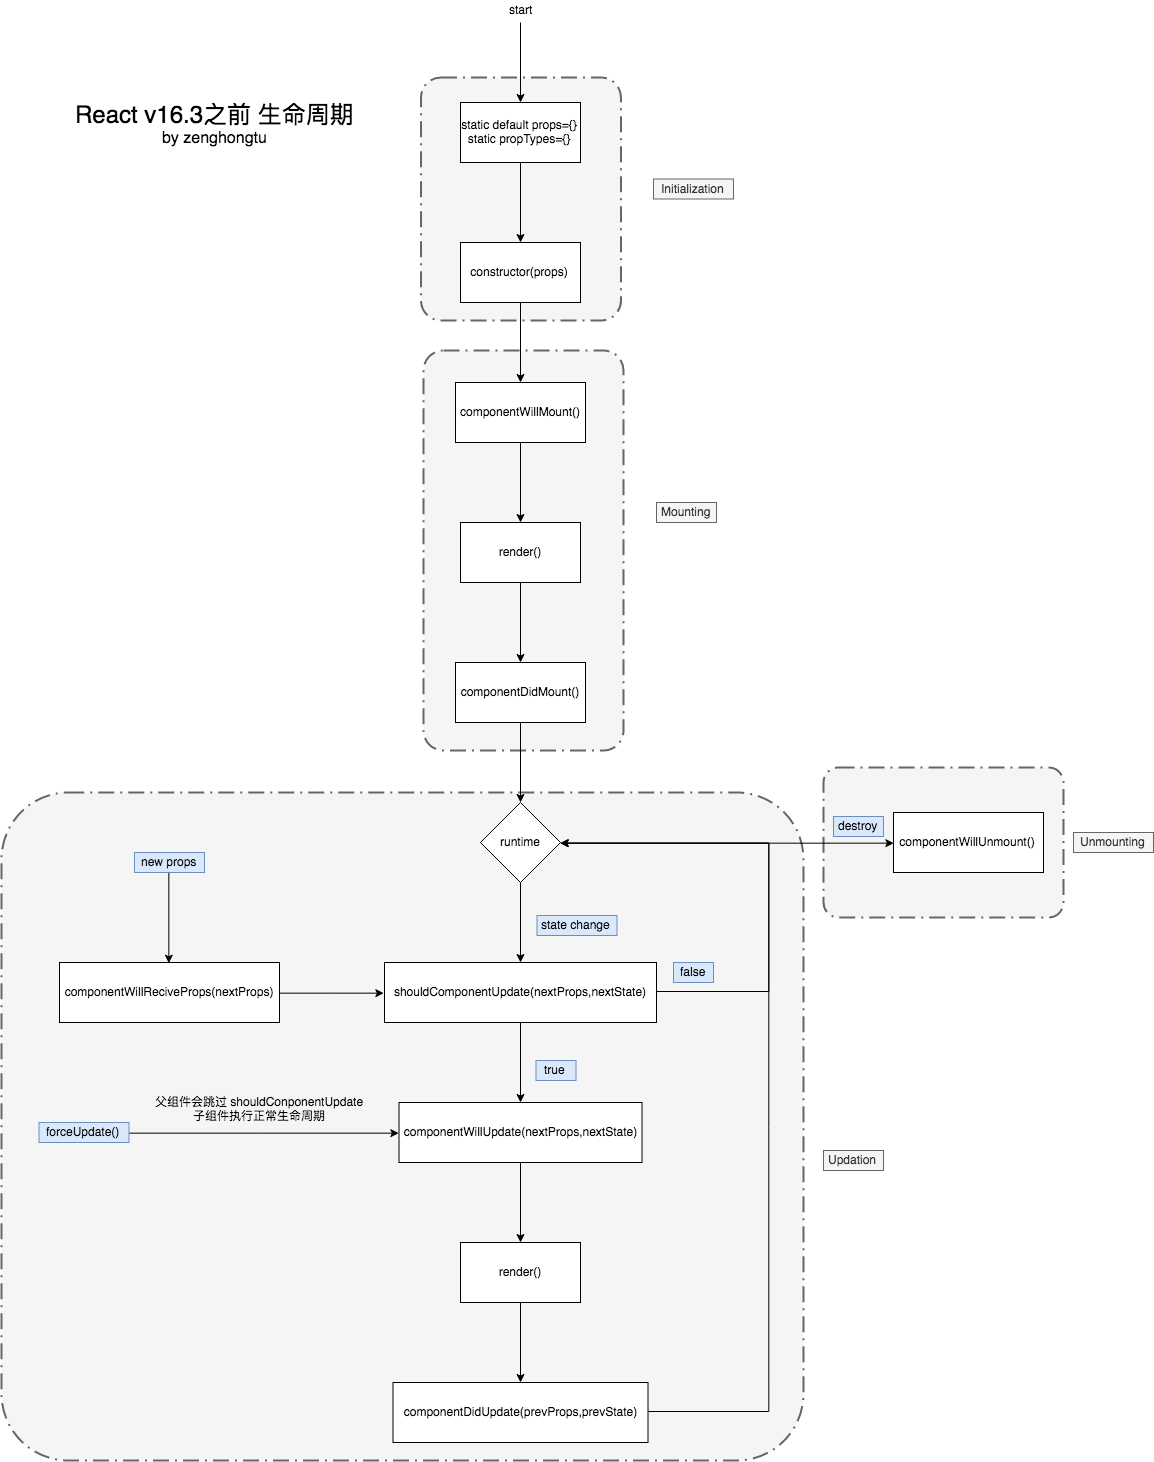 start
React v16.3之前 生命周期
by zenghongtu
static default props={}
static propTypes={}
Initialization
constructor(props)
componentWillMount()
Mounting
render()
componentDidMount()
runtime
destroy
componentWillUnmount()
Unmounting
new props
state change
componentWillReciveProps(nextProps)
shouldComponentUpdate(nextProps,nextState)
false
true
父组件会跳过 shouldConponentUpdate
子组件执行正常生命周期
forceUpdate()
componentWillUpdate(nextProps,nextState)
Updation
render()
componentDidUpdate(prevProps,prevState)